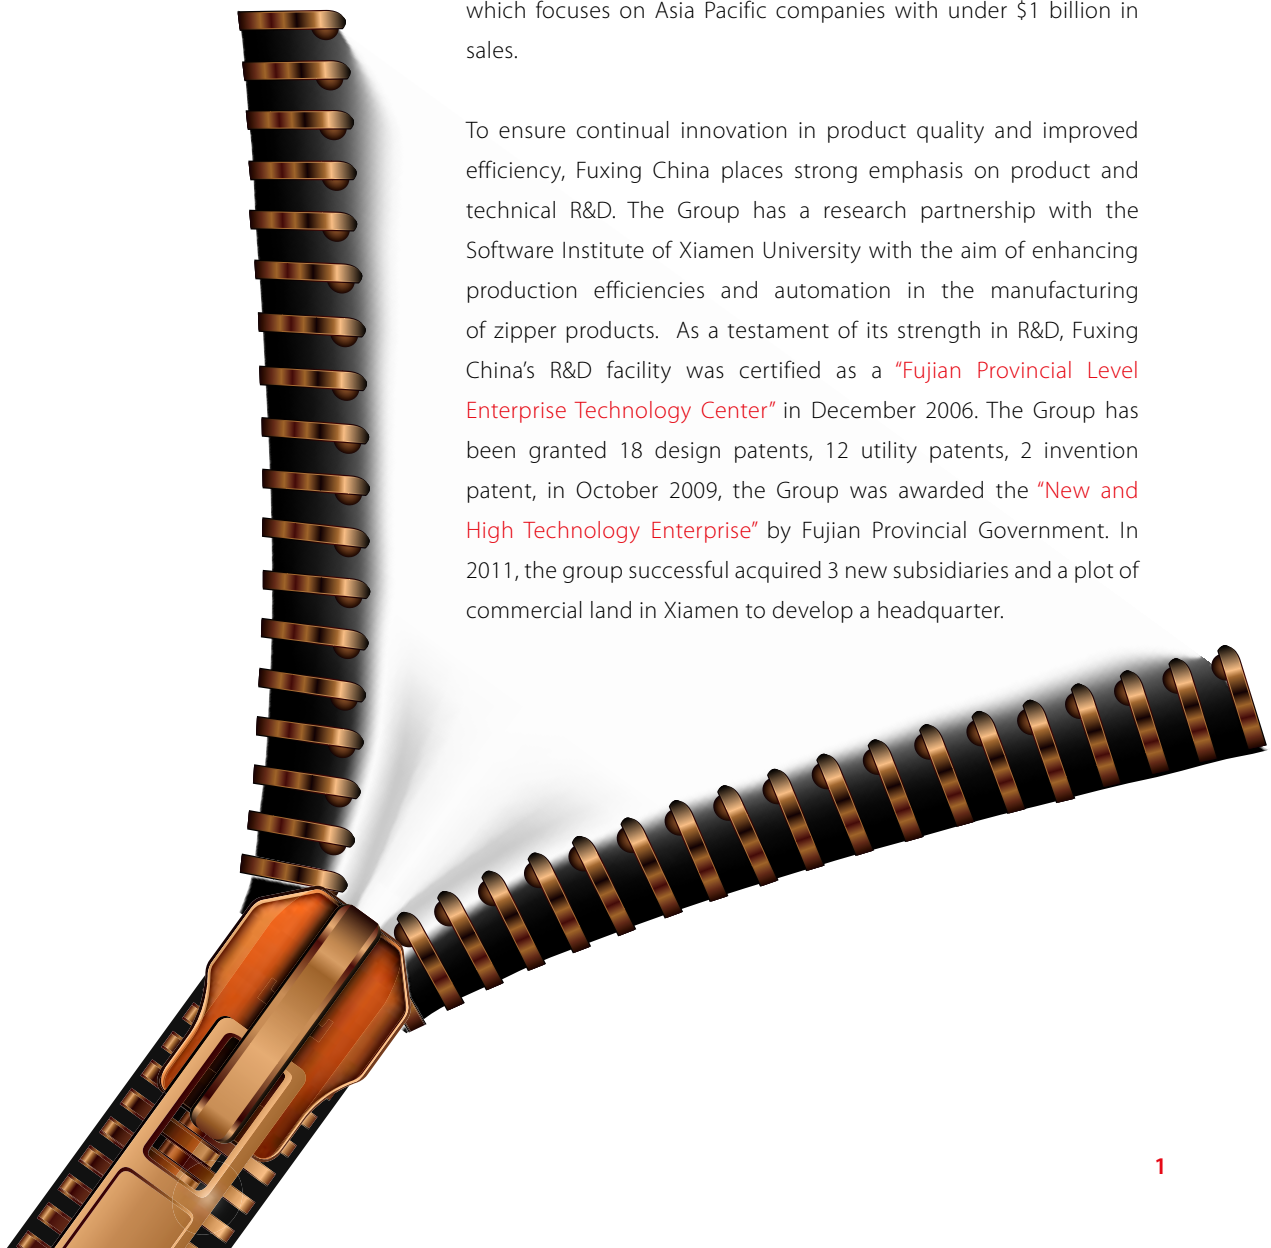 which focuses on Asia Pacific companies with under $1 billion in
sales.
To ensure continual innovation in product quality and improved
efficiency, Fuxing China places strong emphasis on product and
technical R&D. The Group has a research partnership with the
Software Institute of Xiamen University with the aim of enhancing
production efficiencies and automation in the manufacturing
of zipper products.  As a testament of its strength in R&D, Fuxing
China’s R&D facility was certified as a “Fujian Provincial Level
Enterprise Technology Center” in December 2006. The Group has
been granted 18 design patents, 12 utility patents, 2 invention
patent, in October 2009, the Group was awarded the “New and
High Technology Enterprise” by Fujian Provincial Government. In
2011, the group successful acquired 3 new subsidiaries and a plot of
commercial land in Xiamen to develop a headquarter.
1